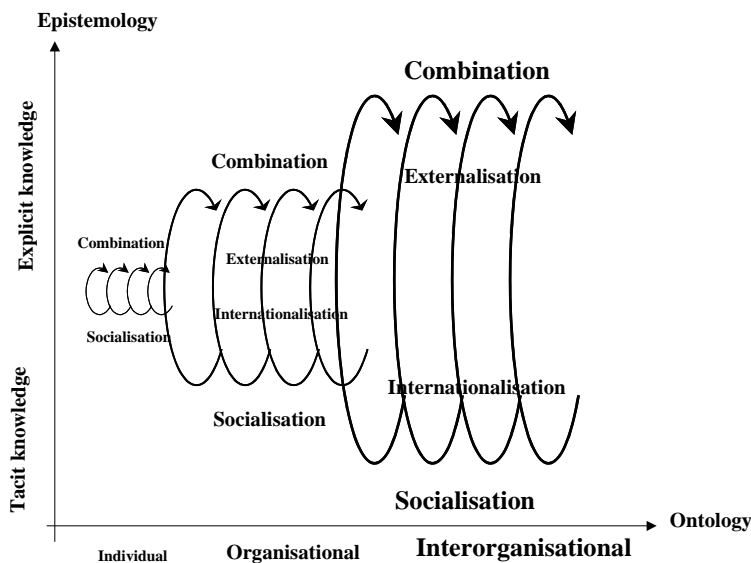 Epistemology
Combination
Combination
Externalisation
Explicit knowledge
Combination
Externalisation
Internationalisation
Socialisation
Internationalisation
Tacit knowledge
Socialisation
Socialisation
Ontology
Individual
Organisational
Interorganisational